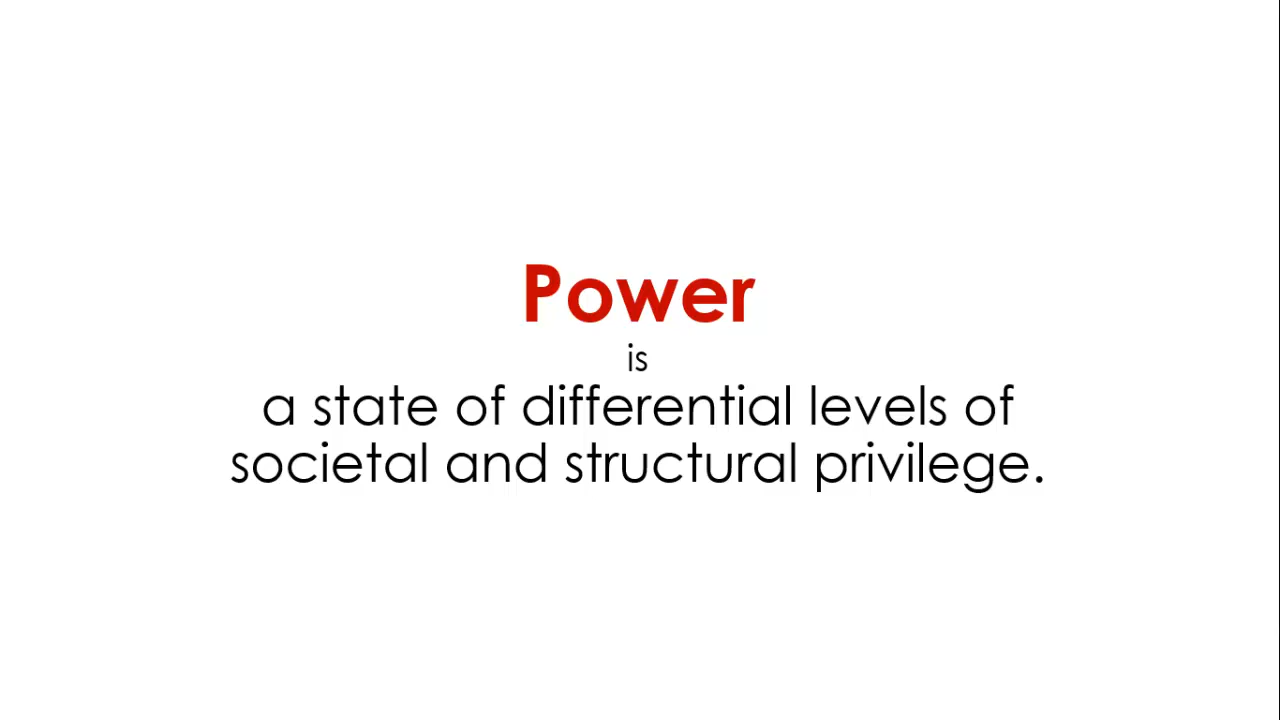 Power
is
a state of differential levels of
societal and structural privilege.